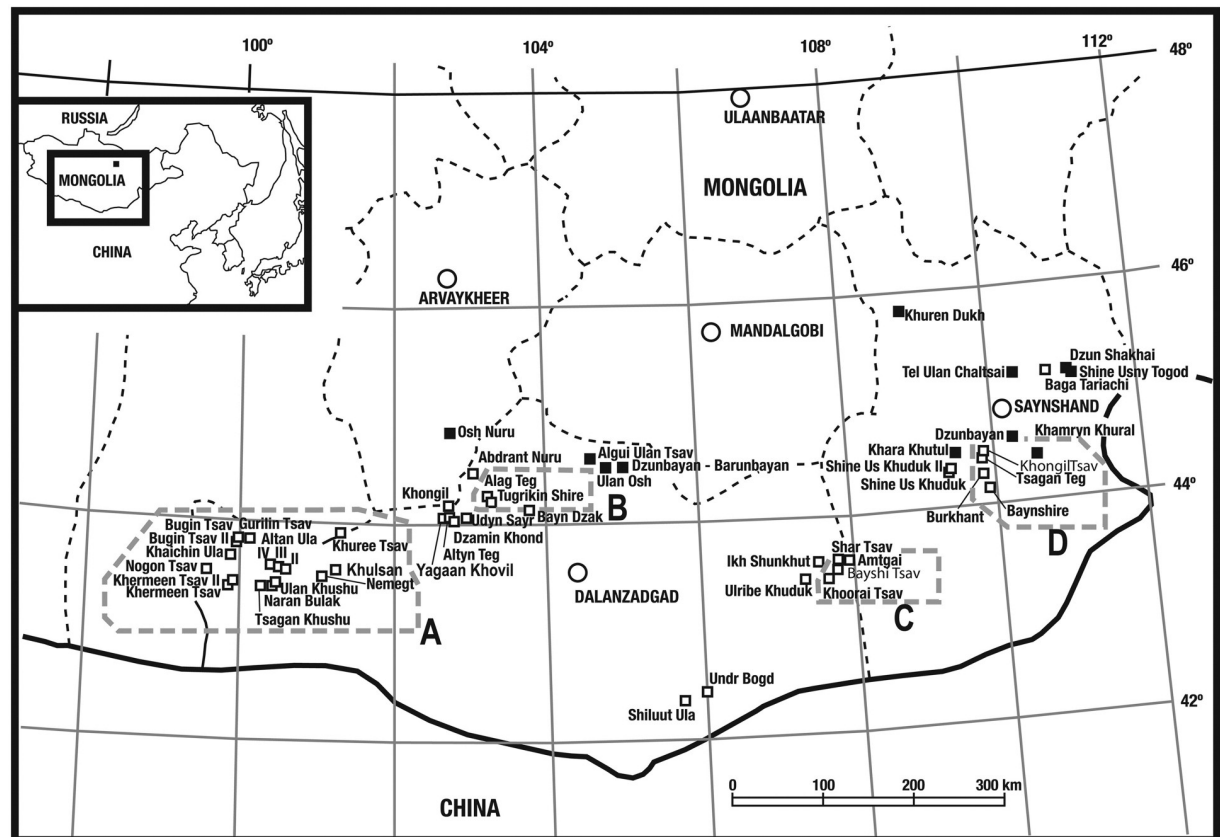 100º
104º
108º
112º
48º
RUSSIA
MONGOLIA
CHINA
ULAANBAATAR
MONGOLIA
46º
ARVAYKHEER
MANDALGOBI
Khuren Dukh
Dzun Shakhai
Tel Ulan Chaltsai
Shine Usny Togod
Baga Tariachi
SAYNSHAND
Osh Nuru
Dzunbayan
Khamryn Khural
Abdrant Nuru
Algui Ulan Tsav
Khara Khutul
KhongilTsav
Dzunbayan - Barunbayan
Shine Us Khuduk II
Tsagan Teg
Alag Teg
Ulan Osh
Shine Us Khuduk
Tugrikin Shire
44º
Khongil
B
Burkhant
Baynshire
Bayn Dzak
Udyn Sayr
D
Bugin Tsav
Gurilin Tsav
Dzamin Khond
Bugin Tsav II
Altan Ula
Khuree Tsav
Altyn Teg
Khaichin Ula
IV III
II
Yagaan Khovil
Shar Tsav
Ikh Shunkhut
Amtgai
Nogon Tsav
Khulsan
Bayshi Tsav
Khermeen Tsav II
Nemegt
Ulribe Khuduk
Khermeen Tsav
Ulan Khushu
Khoorai Tsav
DALANZADGAD
Naran Bulak
Tsagan Khushu
A
C
Undr Bogd
42º
Shiluut Ula
0
100
200
300 km
CHINA